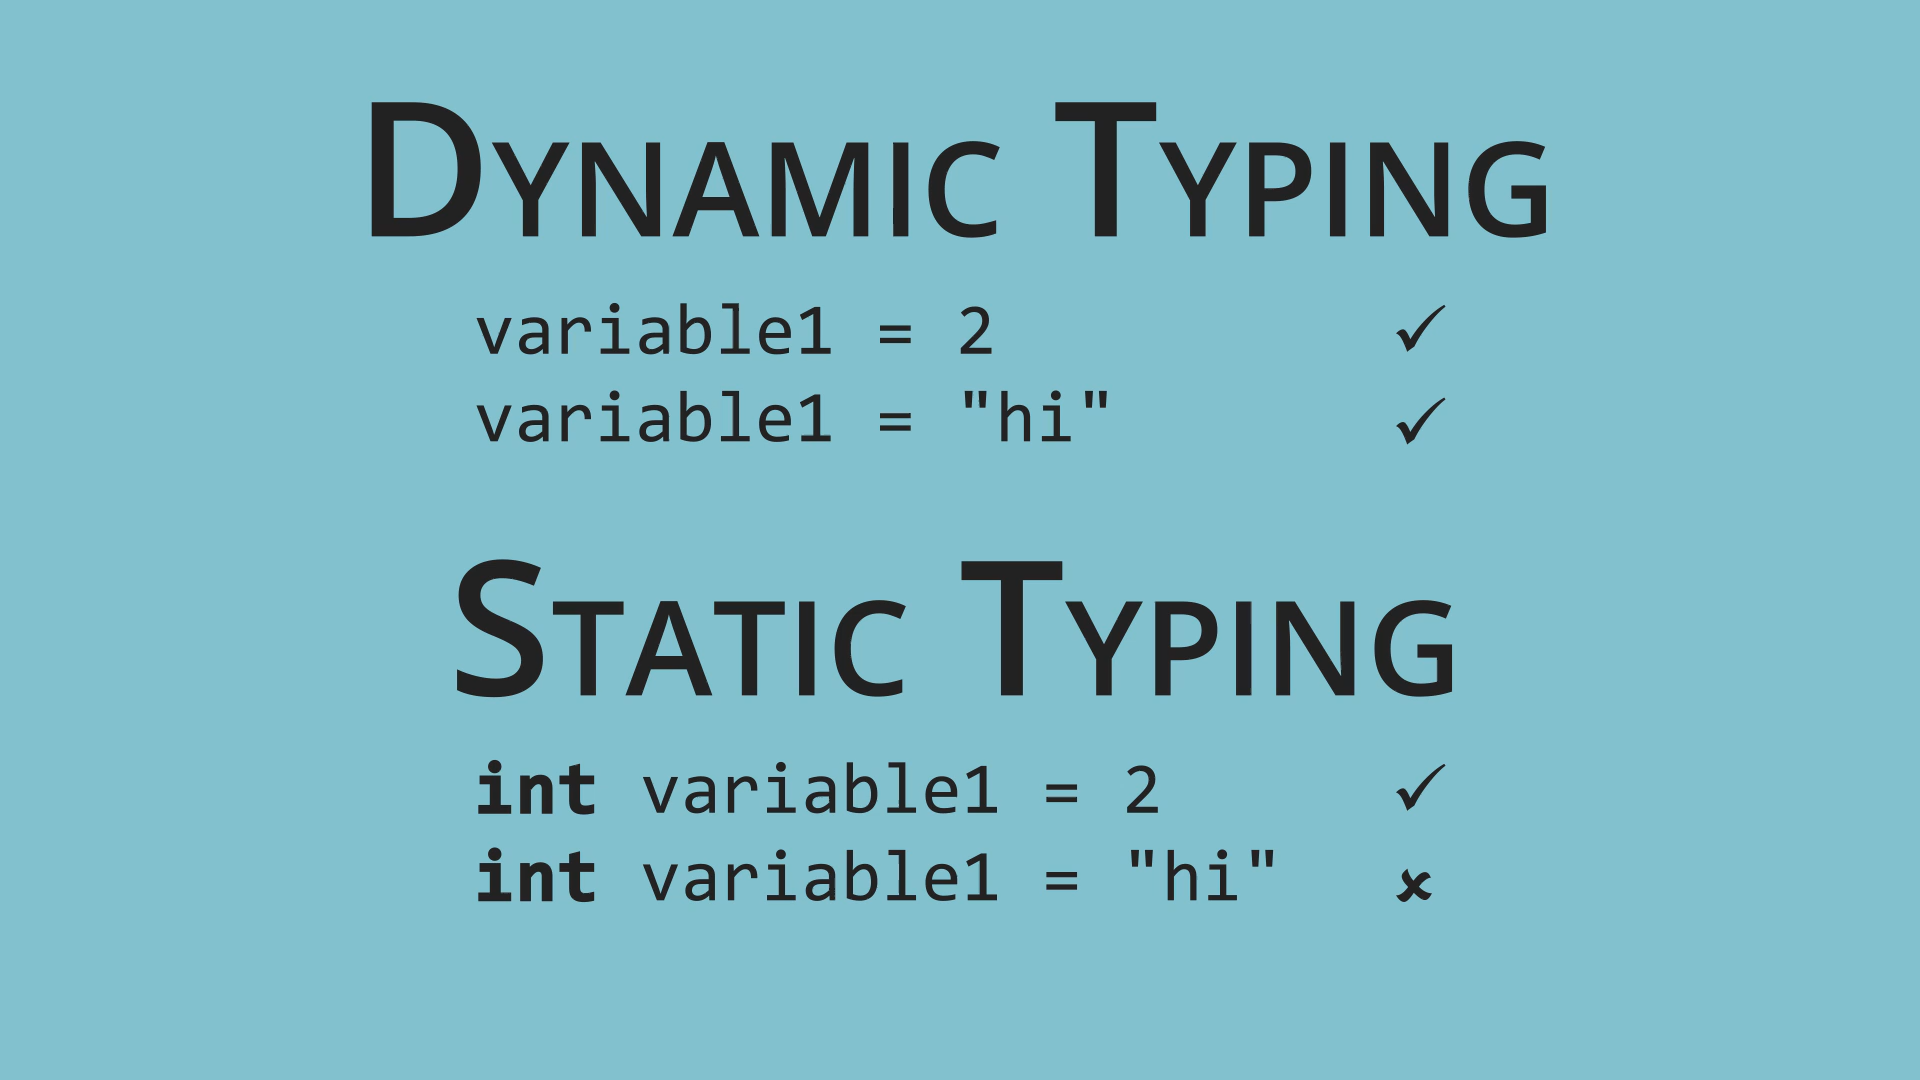 Dynamic Typing
variable1 = 2 ✓
variable1 = "hi" ✓
Static Typing
int variable1 = 2 ✓
int variable1 = "hi" ✘